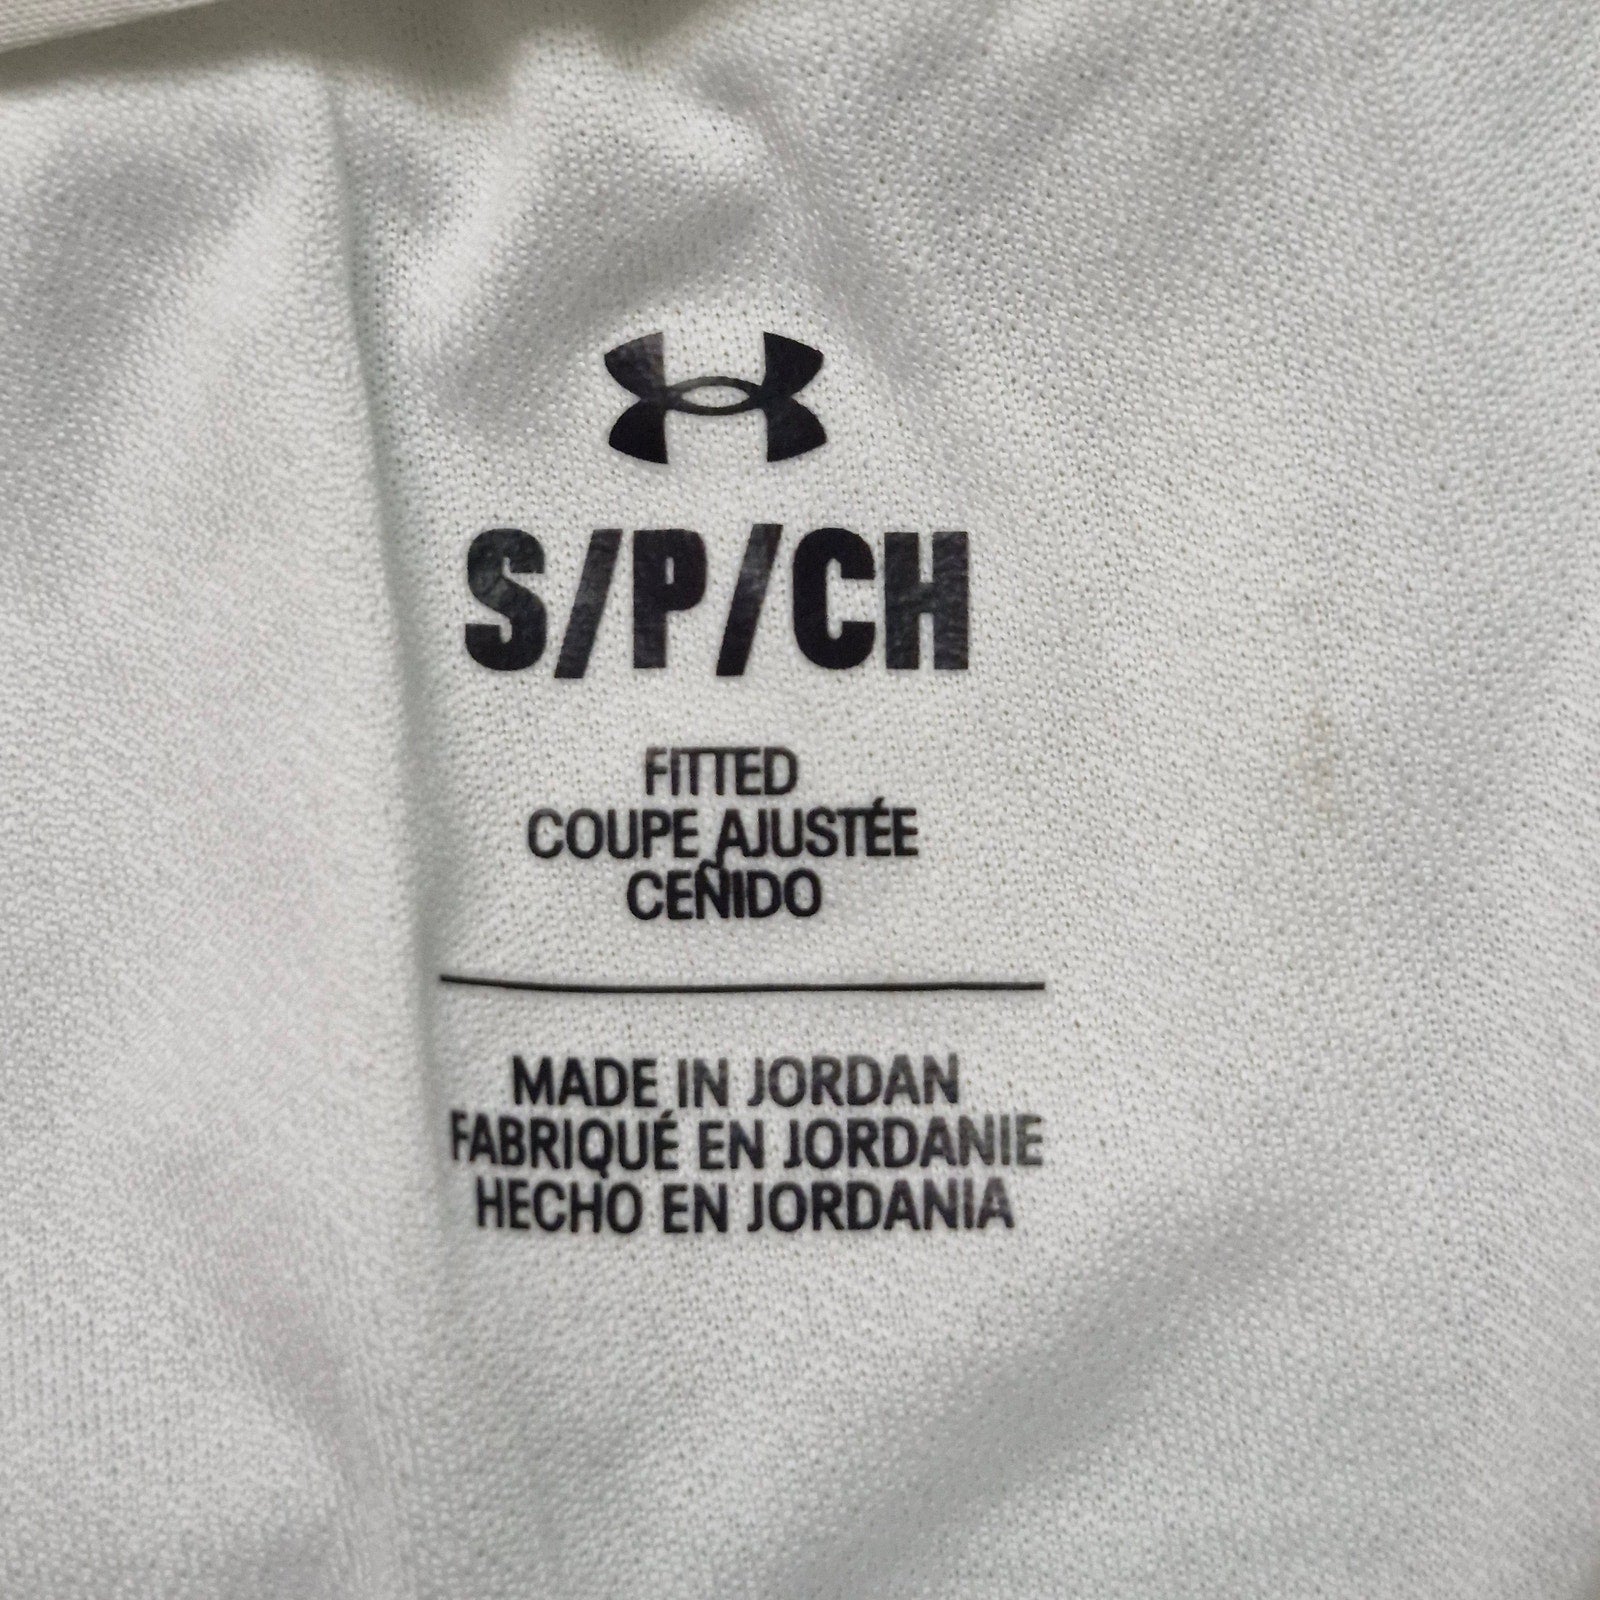 S/P/CH
FITTED
COUPE AJUSTÉE
CEÑIDO
MADE IN JORDAN
FABRIQUÉ EN JORDANIE
HECHO EN JORDANIA